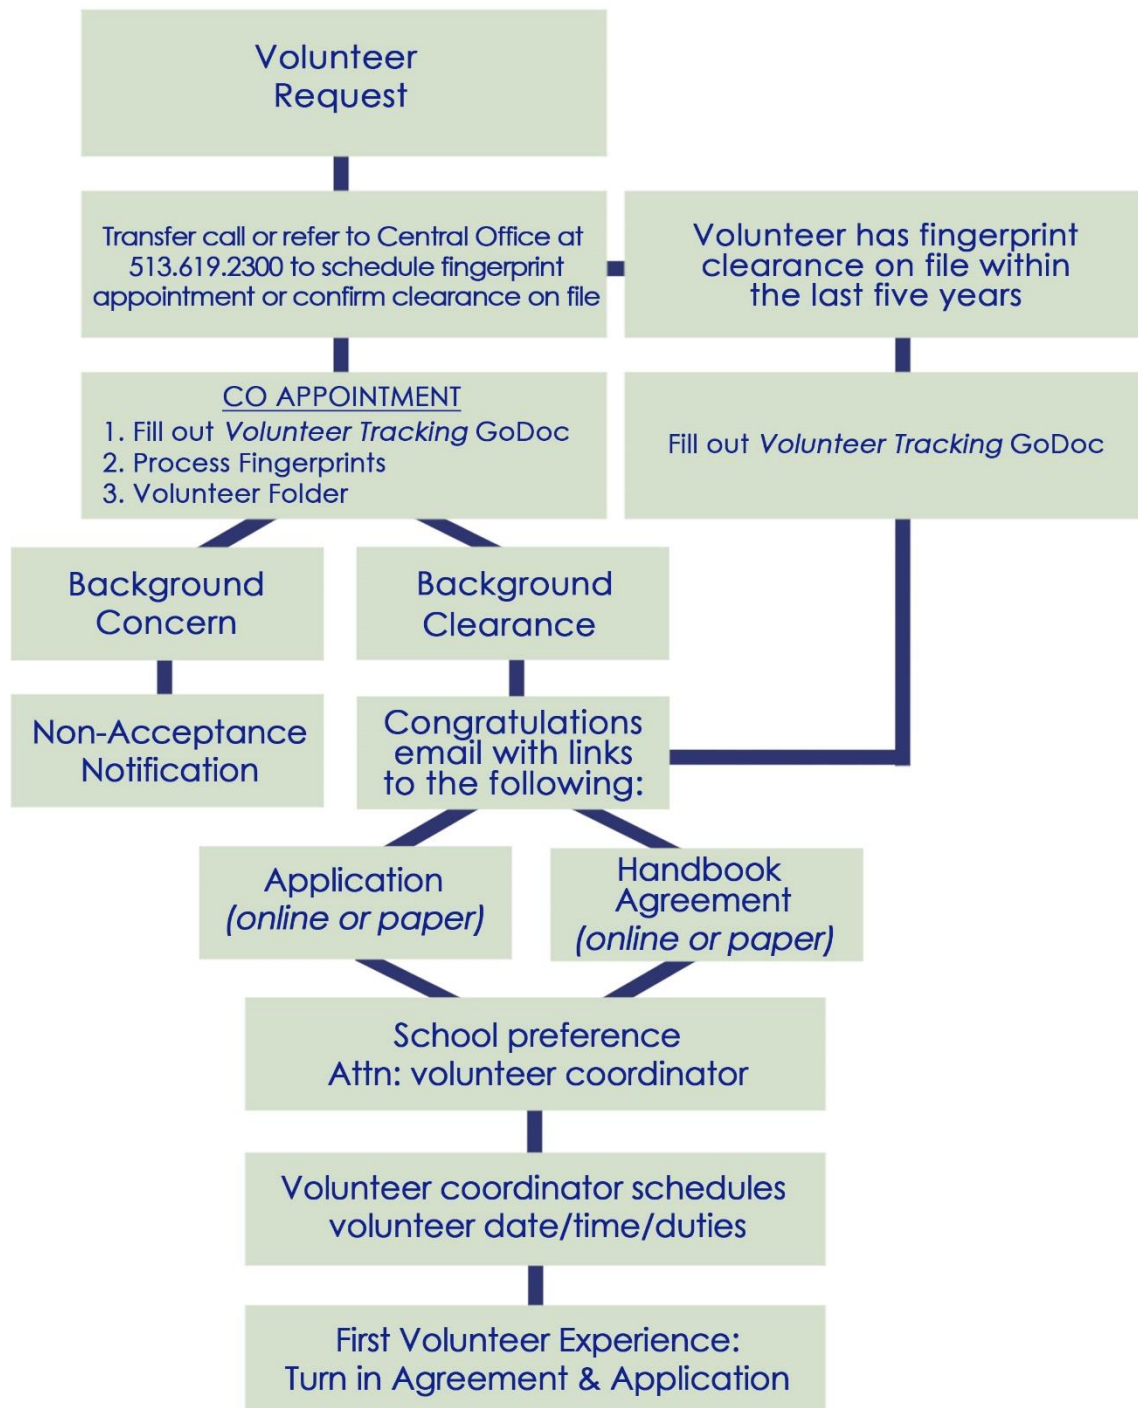 Volunteer
Request
Transfer call or refer to Central Office at
513.619.2300 to schedule fingerprint
appointment or confirm clearance on file
Volunteer has fingerprint
clearance on file within
the last five years
CO APPOINTMENT
1. Fill out Volunteer Tracking GoDoc
2. Process Fingerprints
3. Volunteer Folder
Fill out Volunteer Tracking GoDoc
Background
Concern
Background
Clearance
Non-Acceptance
Notification
Congratulations
email with links
to the following:
Application
(online or paper)
Handbook
Agreement
(online or paper)
School preference
Attn: volunteer coordinator
Volunteer coordinator schedules
volunteer date/time/duties
First Volunteer Experience:
Turn in Agreement & Application